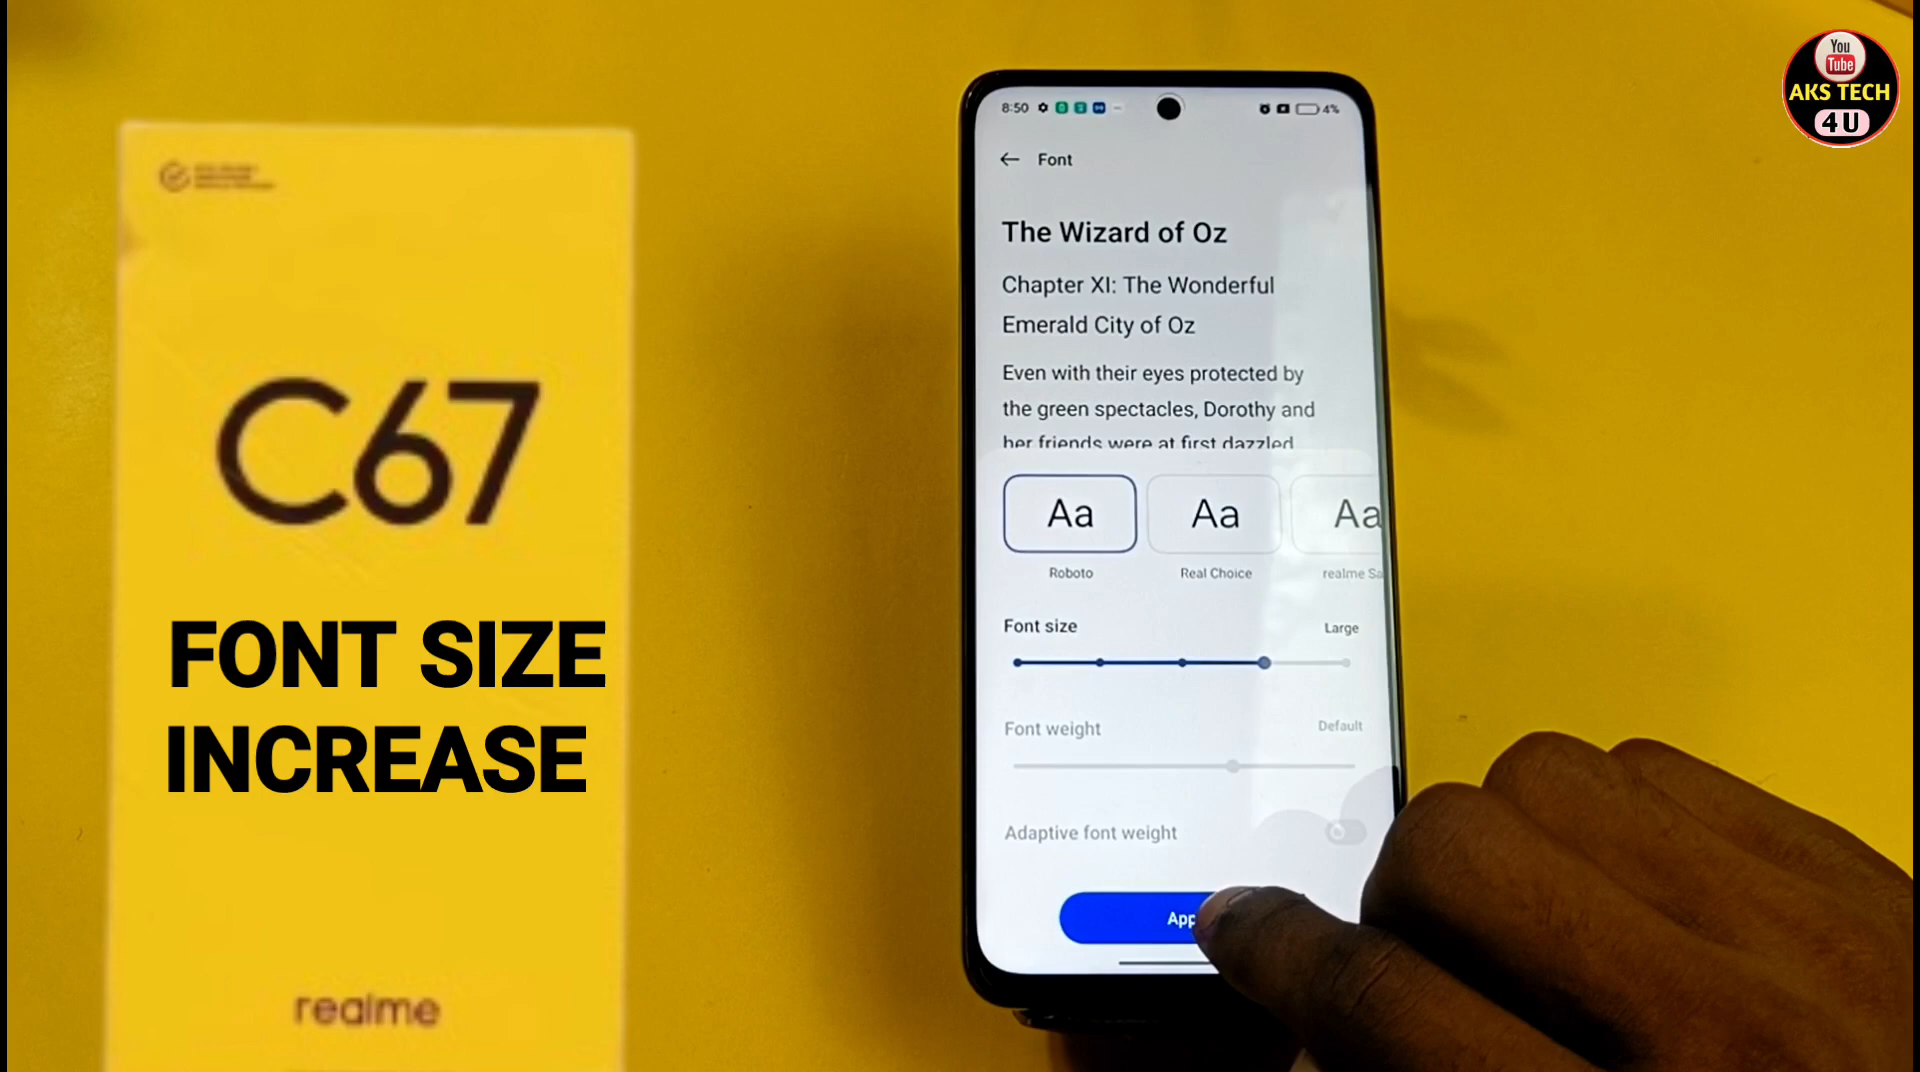 You
Tube
AKS TECH
4U
C67
FONT SIZE
INCREASE
realme
8:50
4%
Font
The Wizard of Oz
Chapter XI: The Wonderful
Emerald City of Oz
Even with their eyes protected by
the green spectacles, Dorothy and
her friends were at first dazzled
Aa
Aa
Aa
Roboto
Real Choice
realme Sa
Font size
Large
Font weight
Default
Adaptive font weight
App